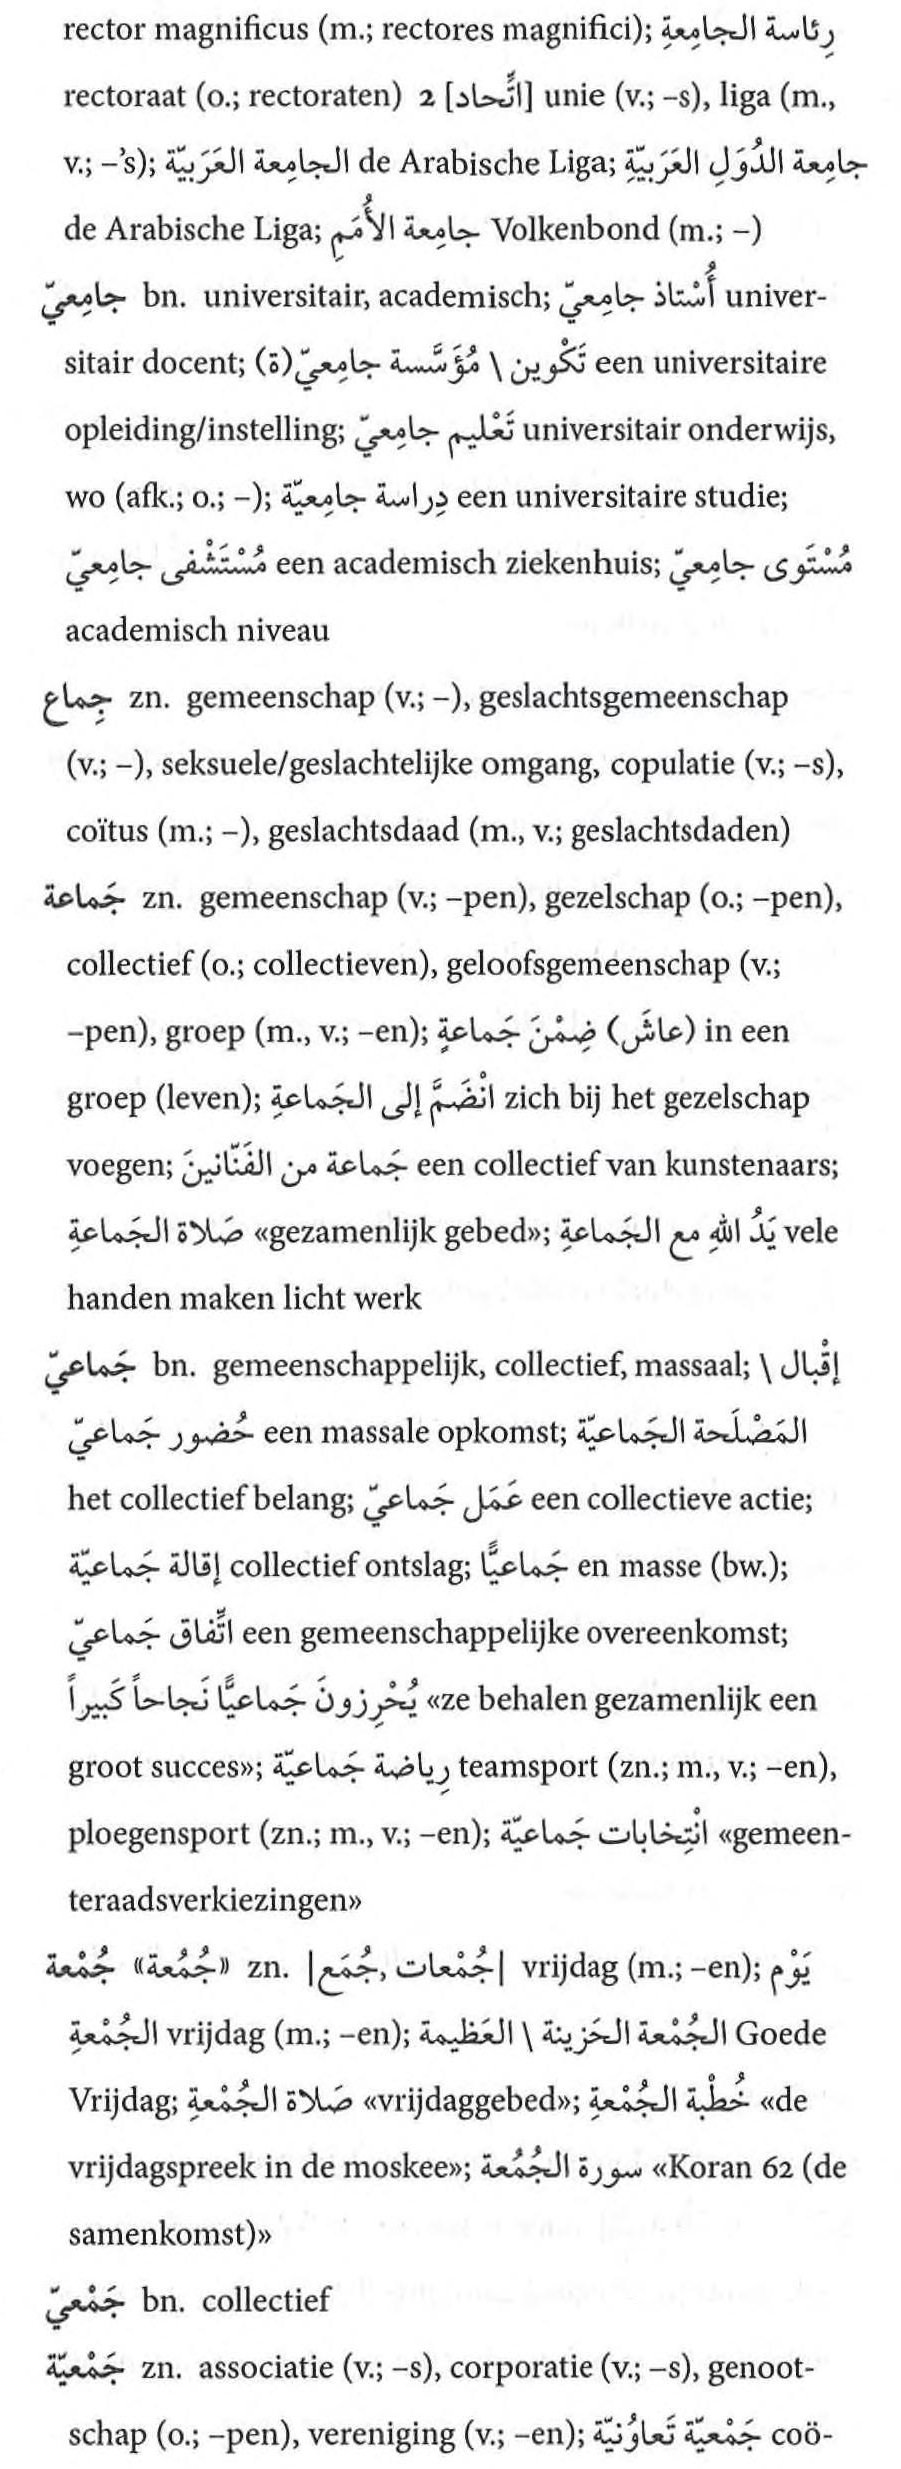 rector magnificus (m.; rectores magnifici); رِئاسة الجامِعةِ
rectoraat (o.; rectoraten) 2 [اتِّحاد] unie (v.; –s), liga (m.,
v.; –’s); الجامِعة العَرَبيّة de Arabische Liga; جامِعة الدُوَلِ العَرَبيّةِ
de Arabische Liga; جامِعة الأُمَمِ Volkenbond (m.; –)
جامِعيّ bn. universitair, academisch; أُسْتاذ جامِعيّ univer-
sitair docent; تَكْوين \ مُؤَسَّسة جامِعيّ(ة) een universitaire
opleiding/instelling; تَعْليم جامِعيّ universitair onderwijs,
wo (afk.; o.; –); دِراسة جامِعيّة een universitaire studie;
مُسْتَشْفى جامِعيّ een academisch ziekenhuis; مُسْتَوى جامِعيّ
academisch niveau
جِماع zn. gemeenschap (v.; –), geslachtsgemeenschap
(v.; –), seksuele/geslachtelijke omgang, copulatie (v.; –s),
coïtus (m.; –), geslachtsdaad (m., v.; geslachtsdaden)
جَماعة zn. gemeenschap (v.; –pen), gezelschap (o.; –pen),
collectief (o.; collectieven), geloofsgemeenschap (v.;
–pen), groep (m., v.; –en); (عاشَ) ضِمْنَ جَماعةٍ in een
groep (leven); انْضَمَّ إلى الجَماعةِ zich bij het gezelschap
voegen; جَماعة من الفَنّانينَ een collectief van kunstenaars;
صَلاة الجَماعةِ «gezamenlijk gebed»; يَدُ اللهِ مع الجَماعةِ vele
handen maken licht werk
جَماعيّ bn. gemeenschappelijk, collectief, massaal; إقْبال \
حُضور جَماعيّ een massale opkomst; المَصْلَحة الجَماعيّة
het collectief belang; عَمَل جَماعيّ een collectieve actie;
إقالة جَماعيّة collectief ontslag; جَماعيًّا en masse (bw.);
اتِّفاق جَماعيّ een gemeenschappelijke overeenkomst;
يُحْرِزونَ جَماعيًّا نَجاحاً كَبيراً «ze behalen gezamenlijk een
groot succes»; رِياضة جَماعيّة teamsport (zn.; m., v.; –en),
ploegensport (zn.; m., v.; –en); انْتِخابات جَماعيّة «gemeen-
teraadsverkiezingen»
جُمْعة «جُمُعة» zn. |جُمْعات, جُمَع| vrijdag (m.; –en); يَوْم
الجُمْعةِ vrijdag (m.; –en); الجُمْعة الحَزينة \ العَظيمة Goede
Vrijdag; صَلاة الجُمْعةِ «vrijdaggebed»; خُطْبة الجُمْعةِ «de
vrijdagspreek in de moskee»; سورة الجُمُعة «Koran 62 (de
samenkomst)»
جَمْعيّ bn. collectief
جَمْعيّة zn. associatie (v.; –s), corporatie (v.; –s), genoot-
schap (o.; –pen), vereniging (v.; –en); جَمْعيّة تَعاوُنيّة coö-